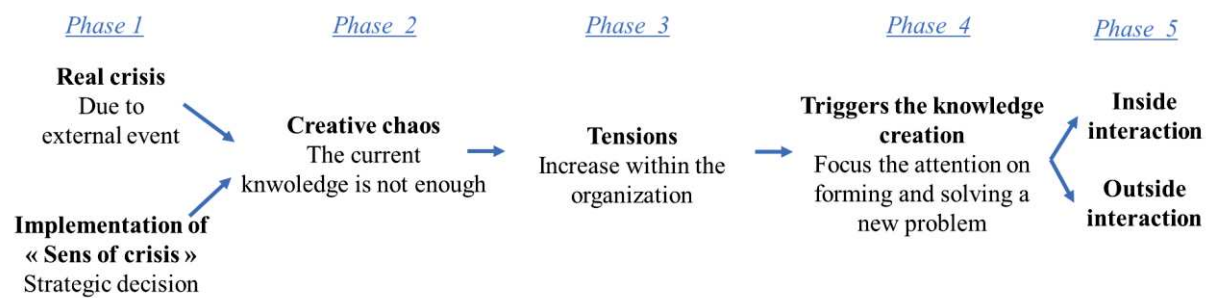 Phase 1
Phase 2
Phase 3
Phase 4
Phase 5
Real crisis
Due to
external event
Implementation of
« Sens of crisis »
Strategic decision
Creative chaos
The current
knwoledge is not enough
Tensions
Increase within the
organization
Triggers the knowledge
creation
Focus the attention on
forming and solving a
new problem
Inside
interaction
Outside
interaction